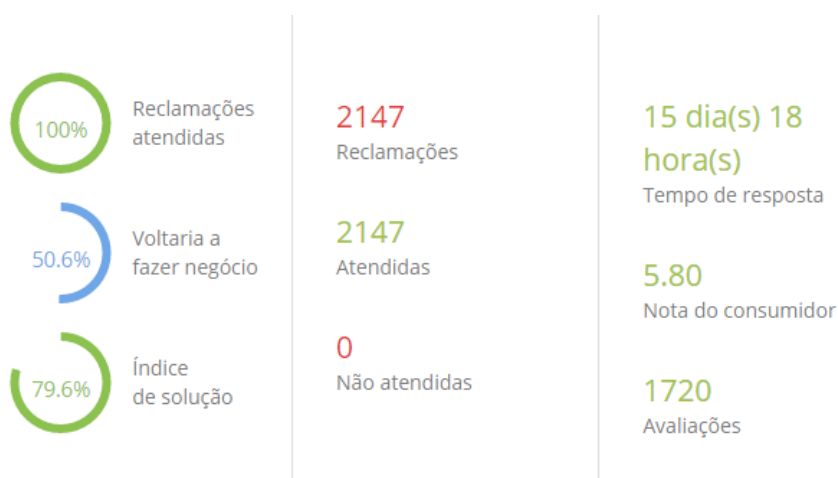 100%
Reclamações
atendidas
50.6%
Voltaria a
fazer negócio
79.6%
Índice
de solução
2147
Reclamações
2147
Atendidas
0
Não atendidas
15 dia(s) 18
hora(s)
Tempo de resposta
5.80
Nota do consumidor
1720
Avaliações